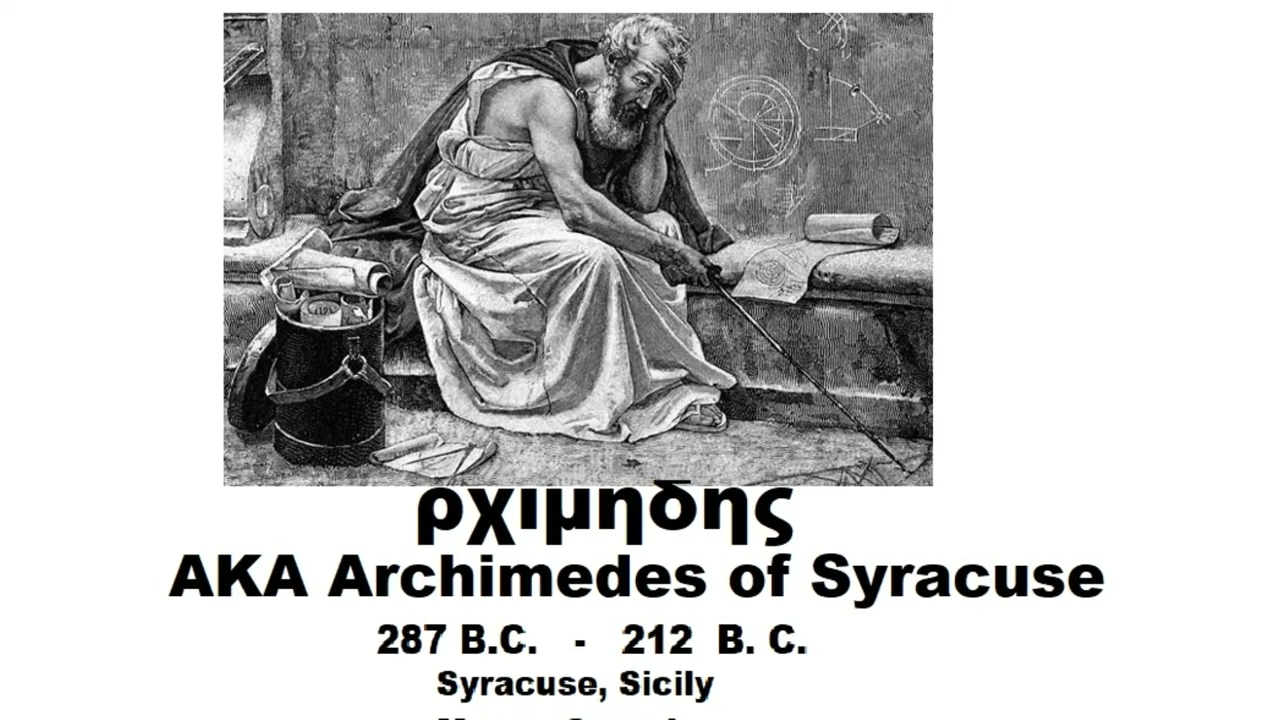 ρχιμηδης
AKA Archimedes of Syracuse
287 B.C. - 212 B. C.
Syracuse, Sicily